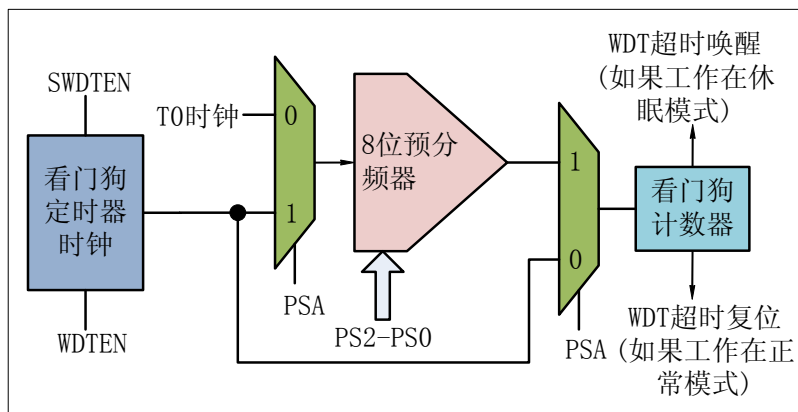 SWDTEN
看门狗
定时器
时钟
WDTEN
T0时钟
0
1
PSA
8位预分
频器
PS2-PS0
1
0
PSA
看门狗
计数器
WDT超时唤醒
(如果工作在休
眠模式)
WDT超时复位
(如果工作在正
常模式)